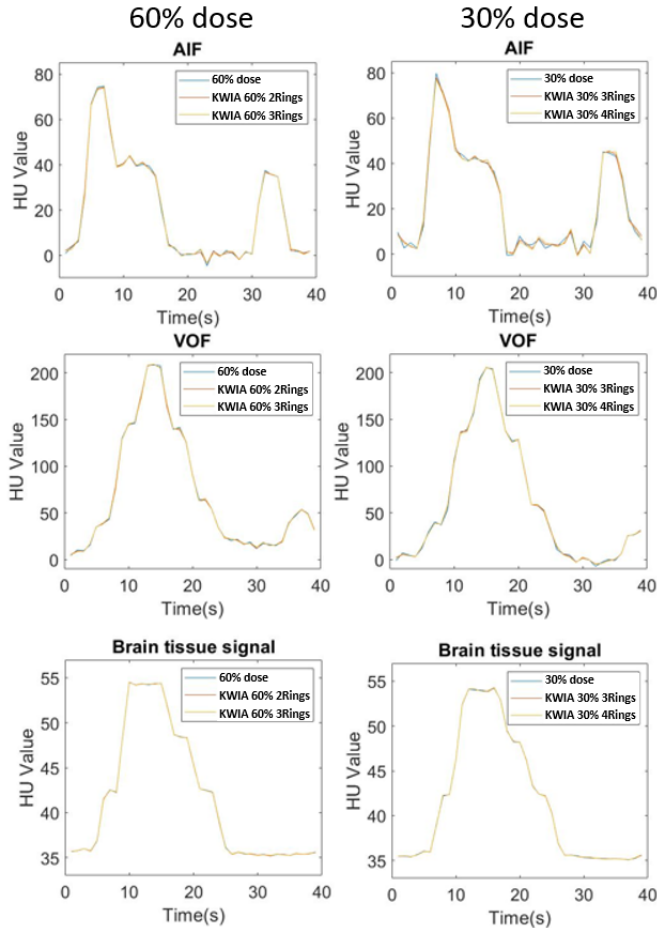 60% dose
30% dose
AIF
80
60
40
20
0
HU Value
60% dose
KWIA 60% 2Rings
KWIA 60% 3Rings
0 10 20 30 40
Time(s)
AIF
80
60
40
20
0
HU Value
30% dose
KWIA 30% 3Rings
KWIA 30% 4Rings
0 10 20 30 40
Time(s)
VOF
200
150
100
50
0
HU Value
60% dose
KWIA 60% 2Rings
KWIA 60% 3Rings
0 10 20 30 40
Time(s)
VOF
200
150
100
50
0
HU Value
30% dose
KWIA 30% 3Rings
KWIA 30% 4Rings
0 10 20 30 40
Time(s)
Brain tissue signal
55
50
45
40
35
HU Value
60% dose
KWIA 60% 2Rings
KWIA 60% 3Rings
0 10 20 30 40
Time(s)
Brain tissue signal
55
50
45
40
35
HU Value
30% dose
KWIA 30% 3Rings
KWIA 30% 4Rings
0 10 20 30 40
Time(s)